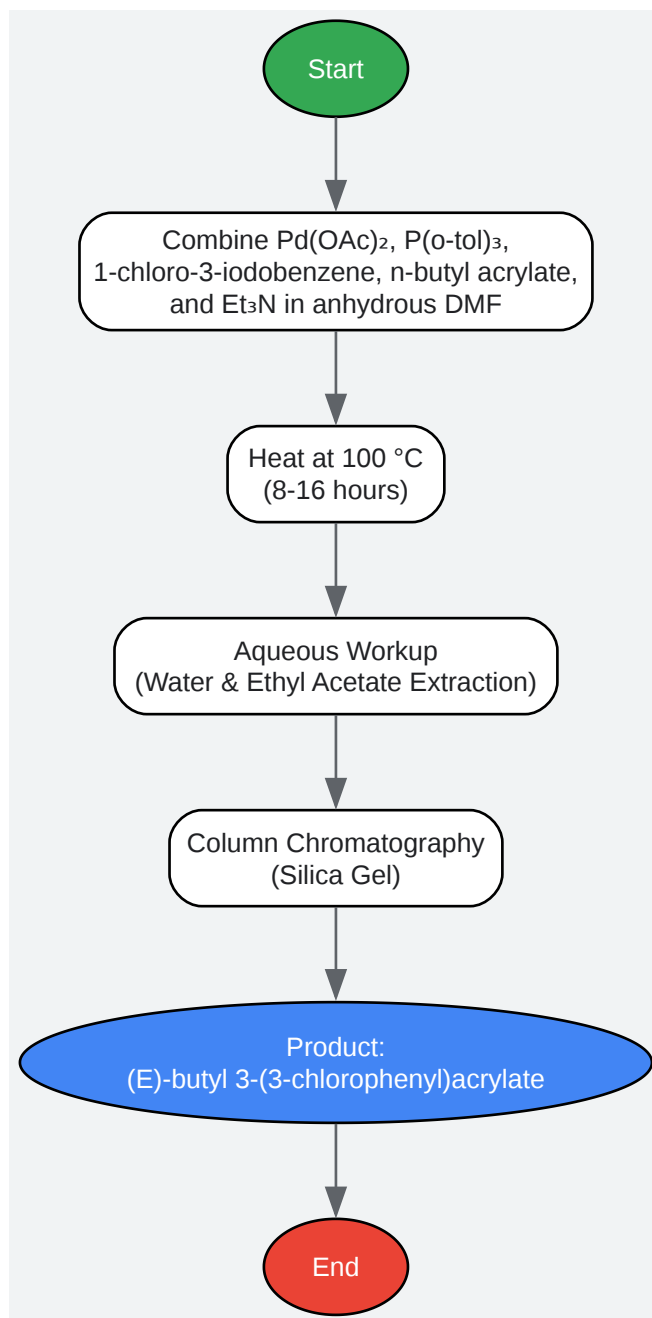 Start
Combine Pd(OAc)₂, P(o-tol)₃,
1-chloro-3-iodobenzene, n-butyl acrylate,
and Et₃N in anhydrous DMF
Heat at 100 °C
(8-16 hours)
Aqueous Workup
(Water & Ethyl Acetate Extraction)
Column Chromatography
(Silica Gel)
Product:
(E)-butyl 3-(3-chlorophenyl)acrylate
End